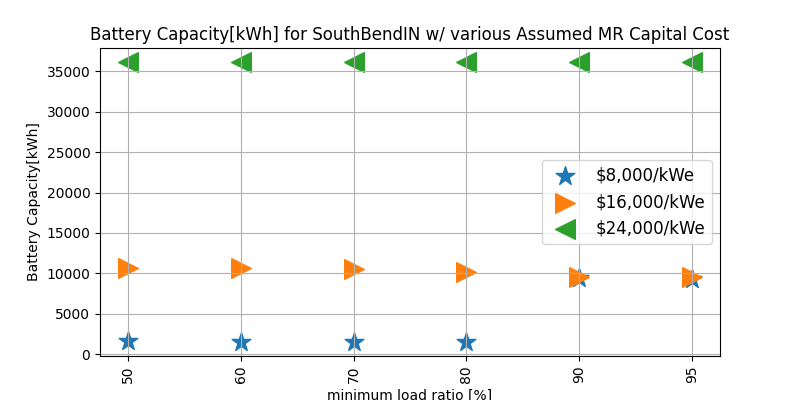 Battery Capacity[kWh] for SouthBendIN w/ various Assumed MR Capital Cost
Battery Capacity[kWh]
35000
30000
25000
20000
15000
10000
5000
0
$8,000/kWe
$16,000/kWe
$24,000/kWe
50
60
70
80
90
95
minimum load ratio [%]